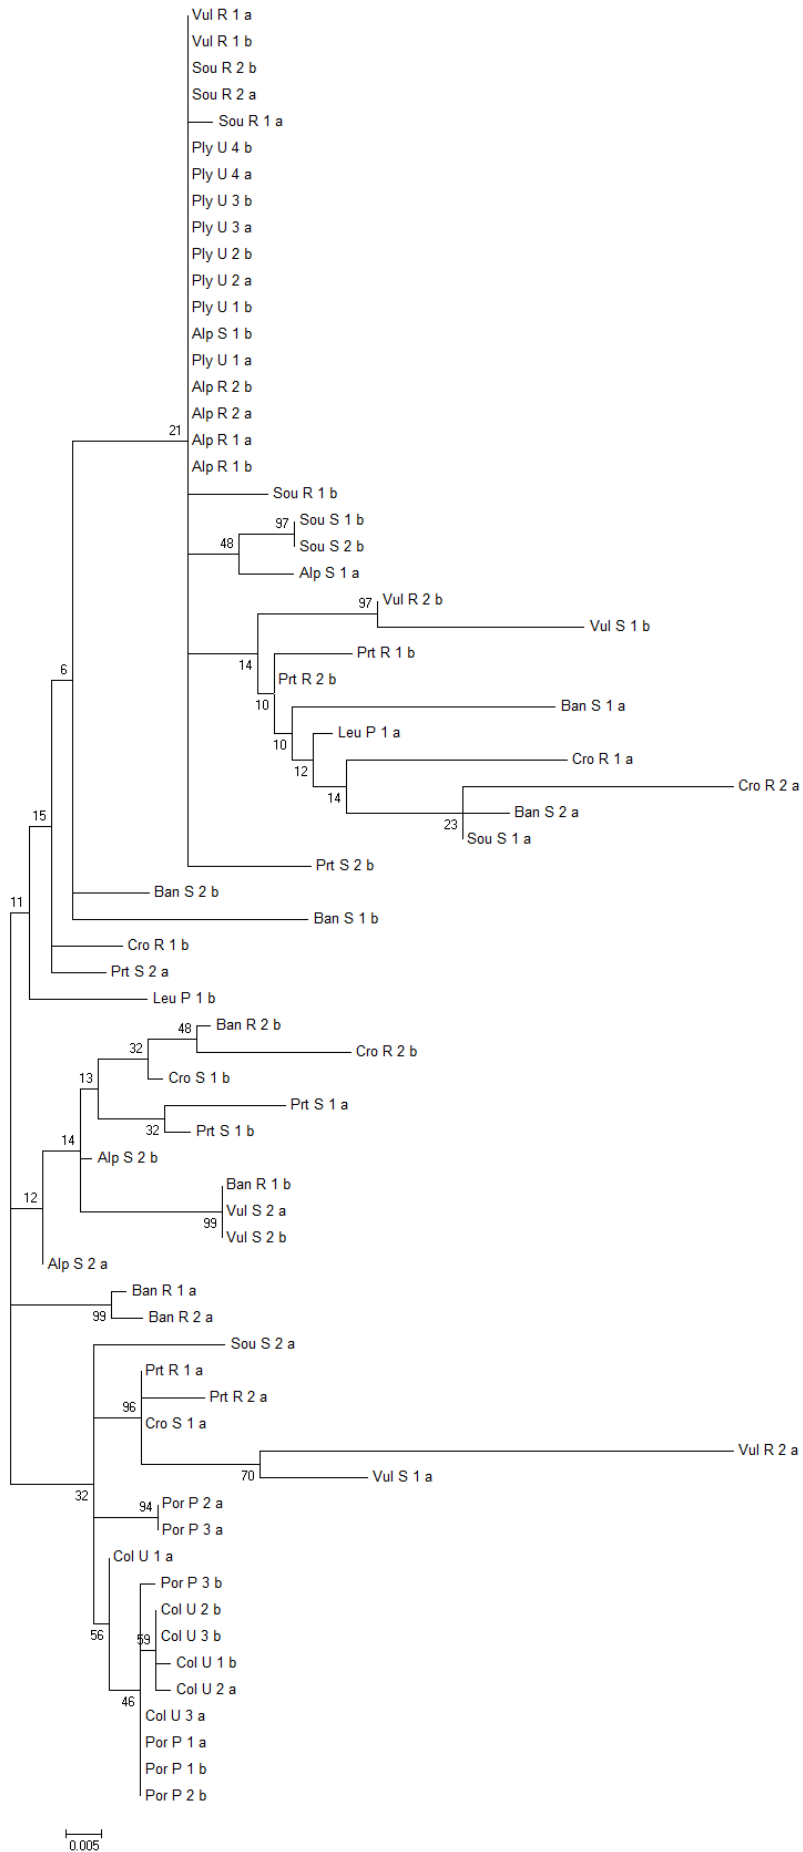 Vul R 1 a
Vul R 1 b
Sou R 2 b
Sou R 2 a
Sou R 1 a
Ply U 4 b
Ply U 4 a
Ply U 3 b
Ply U 3 a
Ply U 2 b
Ply U 2 a
Ply U 1 b
Alp S 1 b
Ply U 1 a
Alp R 2 b
Alp R 2 a
21
Alp R 1 a
Alp R 1 b
Sou R 1 b
97
Sou S 1 b
48
Sou S 2 b
Alp S 1 a
97
Vul R 2 b
Vul S 1 b
14
Prt R 1 b
6
Prt R 2 b
10
Ban S 1 a
Leu P 1 a
10
Cro R 1 a
12
Cro R 2 a
14
Ban S 2 a
15
23
Sou S 1 a
Prt S 2 b
Ban S 2 b
11
Ban S 1 b
Cro R 1 b
Prt S 2 a
Leu P 1 b
48
Ban R 2 b
32
Cro R 2 b
13
Cro S 1 b
Prt S 1 a
32
Prt S 1 b
14
Alp S 2 b
Ban R 1 b
12
Vul S 2 a
99
Vul S 2 b
Alp S 2 a
Ban R 1 a
99
Ban R 2 a
Sou S 2 a
Prt R 1 a
Prt R 2 a
96
Cro S 1 a
Vul R 2 a
70
Vul S 1 a
32
94
Por P 2 a
Por P 3 a
Col U 1 a
Por P 3 b
Col U 2 b
56
59
Col U 3 b
Col U 1 b
Col U 2 a
46
Col U 3 a
Por P 1 a
Por P 1 b
Por P 2 b
0.005